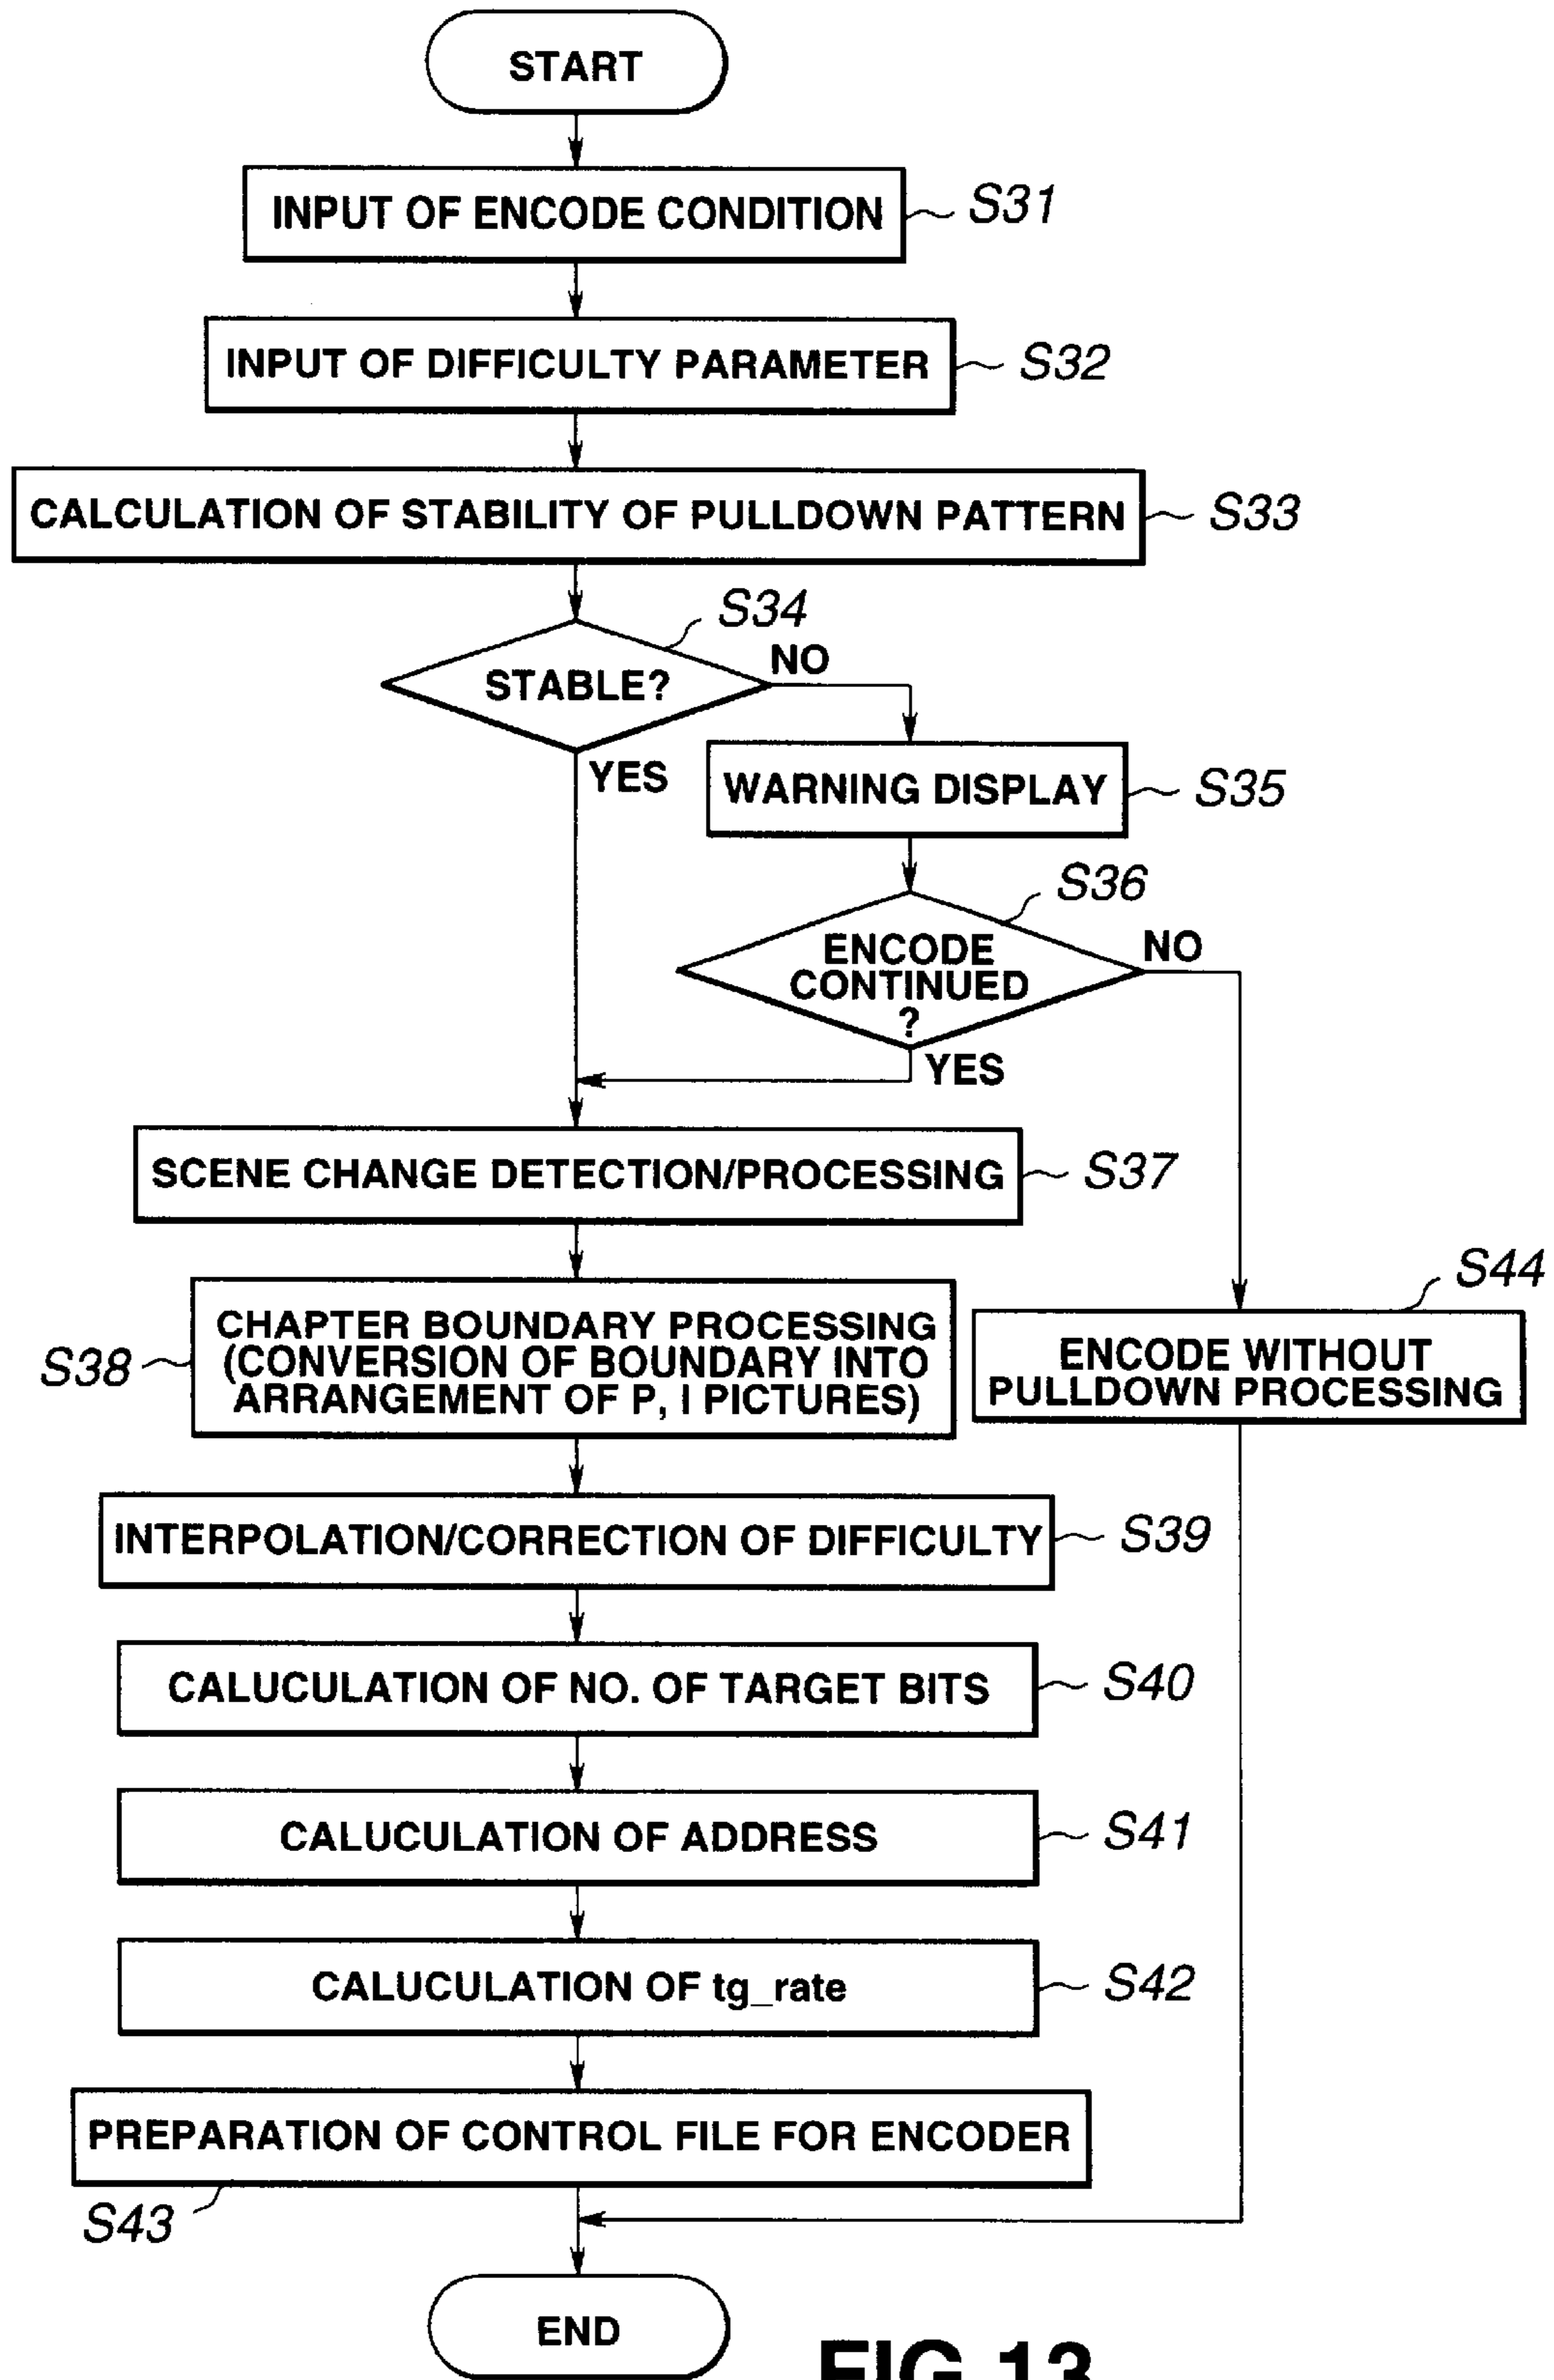 START
INPUT OF ENCODE CONDITION
S31
INPUT OF DIFFICULTY PARAMETER
S32
CALCULATION OF STABILITY OF PULLDOWN PATTERN
S33
S34
STABLE?
NO
YES
WARNING DISPLAY
S35
S36
ENCODE
CONTINUED
?
NO
YES
SCENE CHANGE DETECTION/PROCESSING
S37
S38
CHAPTER BOUNDARY PROCESSING
(CONVERSION OF BOUNDARY INTO
ARRANGEMENT OF P, I PICTURES)
S44
ENCODE WITHOUT
PULLDOWN PROCESSING
INTERPOLATION/CORRECTION OF DIFFICULTY
S39
CALUCULATION OF NO. OF TARGET BITS
S40
CALUCULATION OF ADDRESS
S41
CALUCULATION OF tg_rate
S42
PREPARATION OF CONTROL FILE FOR ENCODER
S43
END
FIG.13